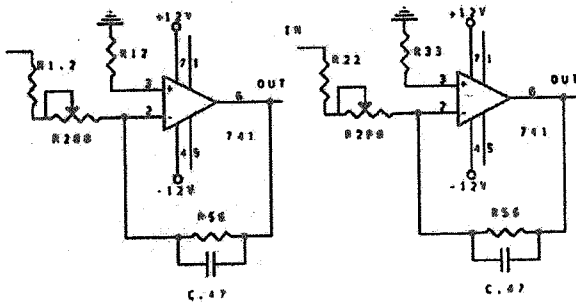 +12V
R1.2
R12
7 1
3
2
+
-
6
OUT
R200
741
4 5
-12V
R56
C.47
IN
+12V
R22
R33
7 1
3
2
+
-
6
OUT
R200
741
4 5
-12V
R56
C.47